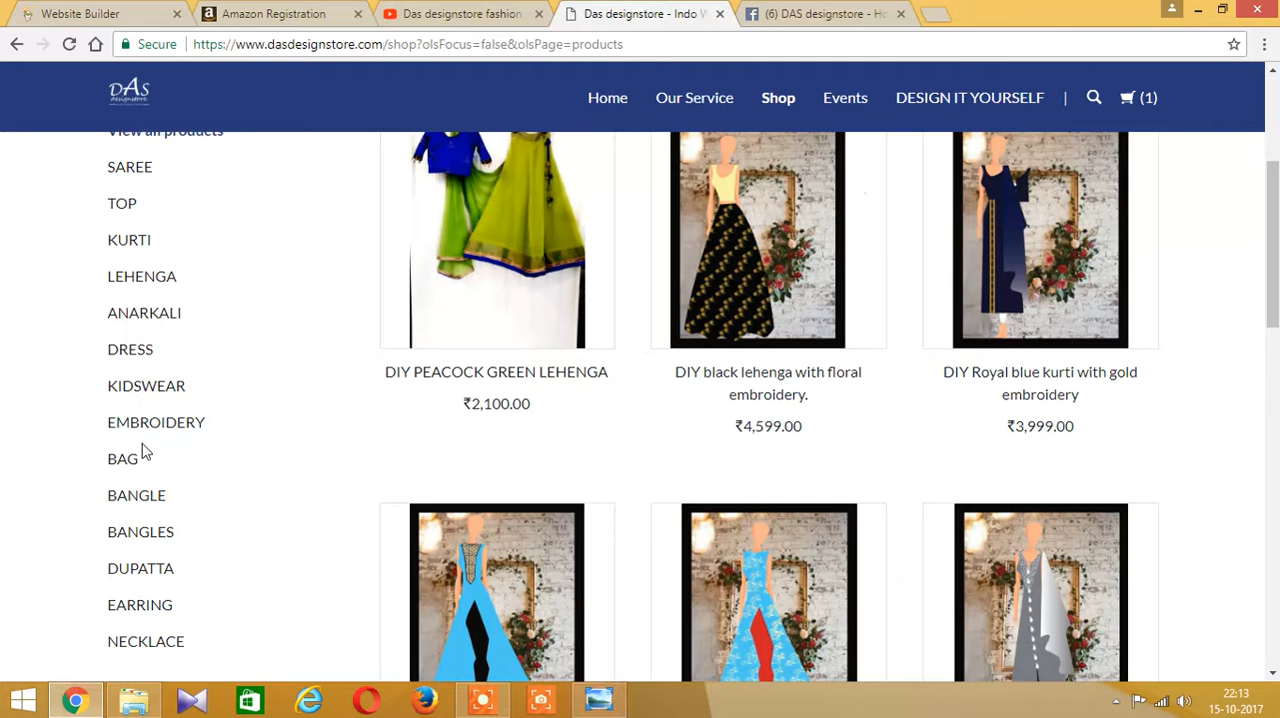 Website Builder
Amazon Registration
Das designstore fashion
Das designstore - Indo W
(6) DAS designstore - Ho
Secure
https://www.dasdesignstore.com/shop?olsFocus=false&olsPage=products
DAS
designstore
Home
Our Service
Shop
Events
DESIGN IT YOURSELF
|
(1)
View all products
SAREE
TOP
KURTI
LEHENGA
ANARKALI
DRESS
KIDSWEAR
EMBROIDERY
BAG
BANGLE
BANGLES
DUPATTA
EARRING
NECKLACE
DIY PEACOCK GREEN LEHENGA
₹2,100.00
DIY black lehenga with floral
embroidery.
₹4,599.00
DIY Royal blue kurti with gold
embroidery
₹3,999.00
22:13
15-10-2017